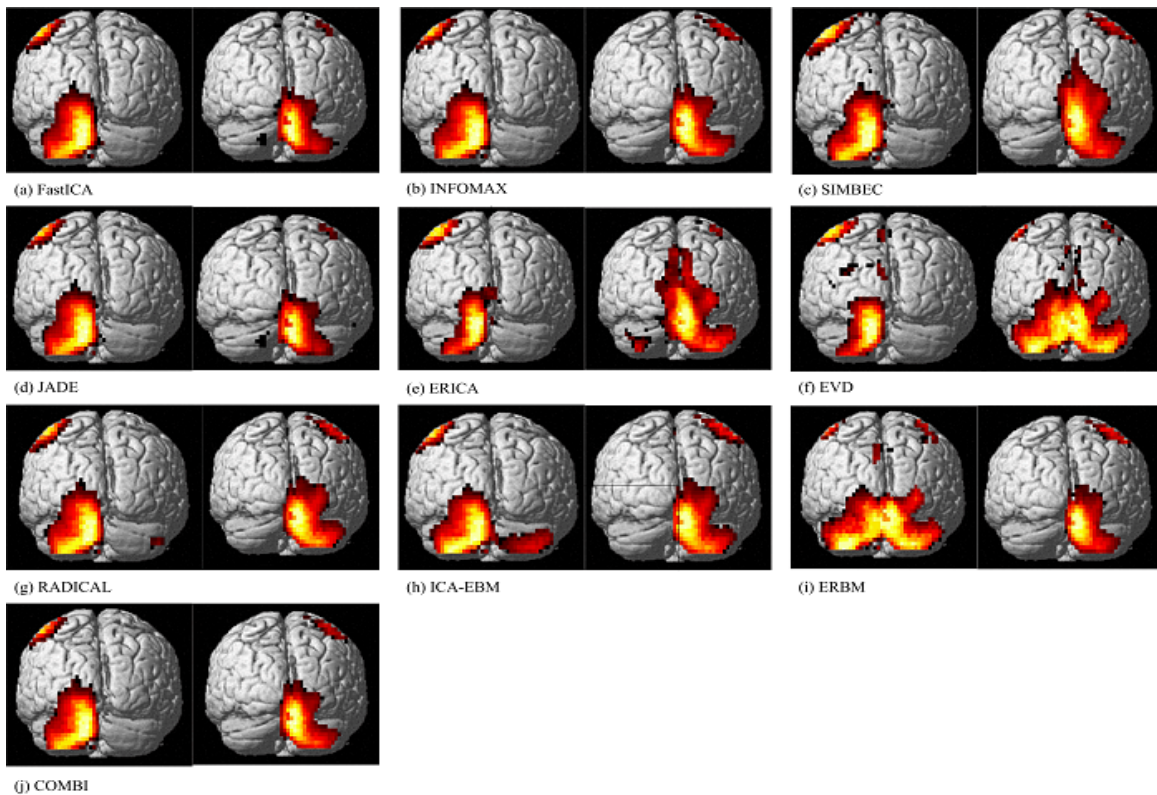 (a) FastICA
(b) INFOMAX
(c) SIMBEC
(d) JADE
(e) ERICA
(f) EVD
(g) RADICAL
(h) ICA-EBM
(i) ERBM
(j) COMBI